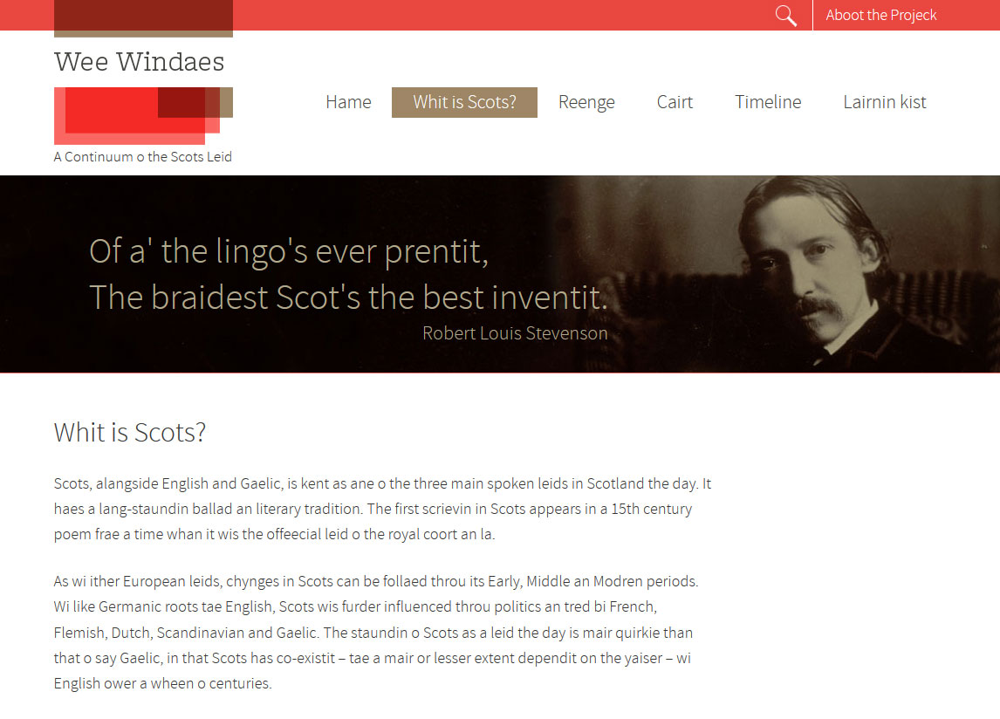 Aboot the Projeck
Wee Windaes
A Continuum o the Scots Leid
Hame
Whit is Scots?
Reenge
Cairt
Timeline
Lairnin kist
Of a' the lingo's ever prentit,
The braidest Scot's the best inventit.
Robert Louis Stevenson
Whit is Scots?
Scots, alangside English and Gaelic, is kent as ane o the three main spoken leids in Scotland the day. It
haes a lang-staundin ballad an literary tradition. The first scrievin in Scots appears in a 15th century
poem frae a time whan it wis the offeecial leid o the royal coort an la.
As wi ither European leids, chynges in Scots can be follaed throu its Early, Middle an Modren periods.
Wi like Germanic roots tae English, Scots wis furder influenced throu politics an tred bi French,
Flemish, Dutch, Scandinavian and Gaelic. The staundin o Scots as a leid the day is mair quirkie than
that o say Gaelic, in that Scots has co-existit – tae a mair or lesser extent dependit on the yaiser – wi
English ower a wheen o centuries.